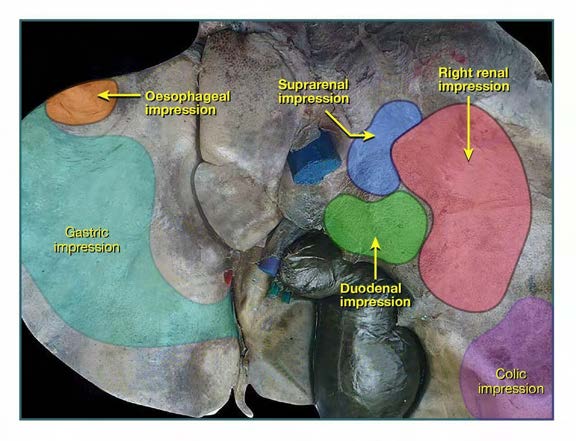 Oesophageal
impression
Suprarenal
impression
Right renal
impression
Gastric
impression
Duodenal
impression
Colic
impression